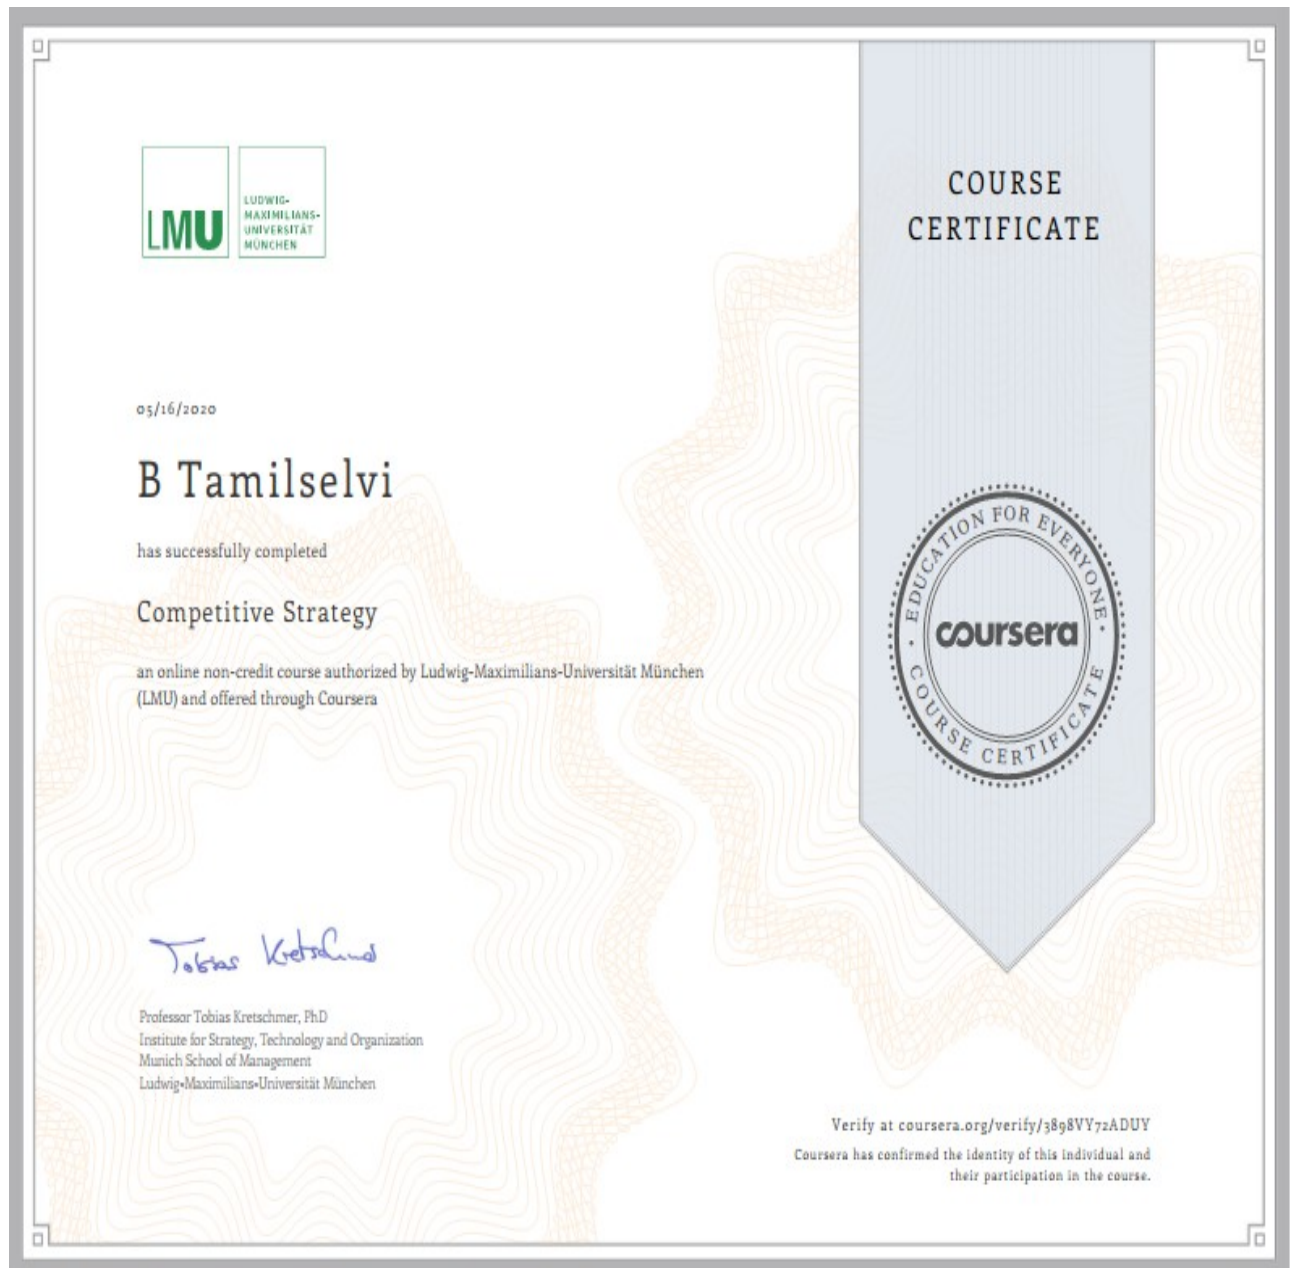 LMU
LUDWIG-
MAXIMILIANS-
UNIVERSITÄT
MÜNCHEN
COURSE
CERTIFICATE
05/16/2020
B Tamilselvi
has successfully completed
Competitive Strategy
an online non-credit course authorized by Ludwig-Maximilians-Universität München
(LMU) and offered through Coursera
EDUCATION FOR EVERYONE
coursera
COURSE CERTIFICATE
Tobias Kretschmer
Professor Tobias Kretschmer, PhD
Institute for Strategy, Technology and Organization
Munich School of Management
Ludwig-Maximilians-Universität München
Verify at coursera.org/verify/3898VY72ADUY
Coursera has confirmed the identity of this individual and
their participation in the course.